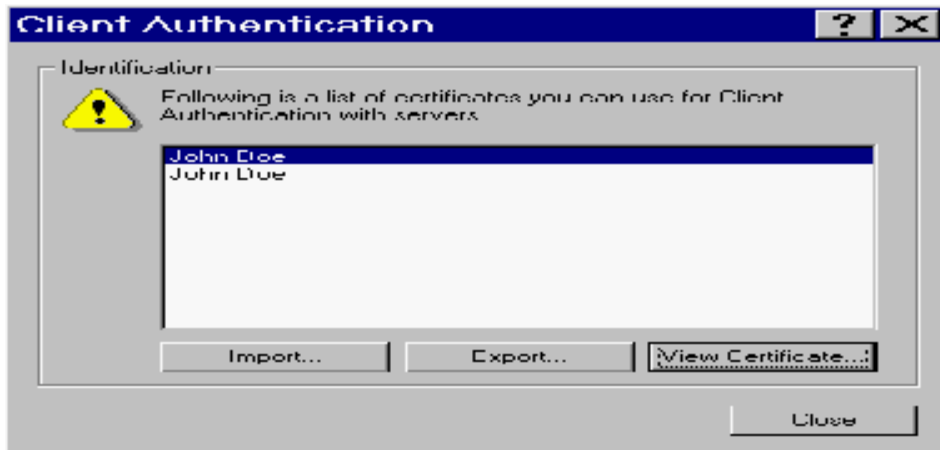 Client Authentication
Identification
Following is a list of certificates you can use for Client
Authentication with servers
John Doe
John Doe
Import...
Export...
View Certificate...
Close